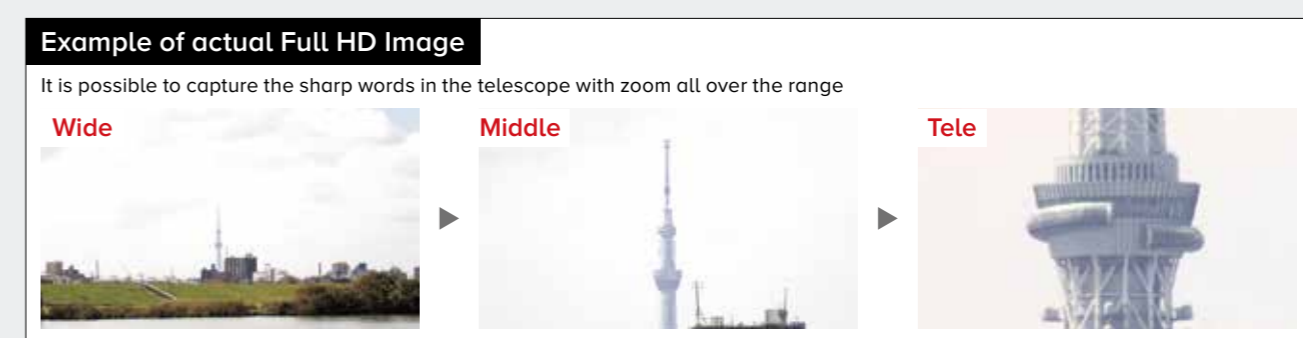 Example of actual Full HD Image
It is possible to capture the sharp words in the telescope with zoom all over the range
Wide
Middle
Tele